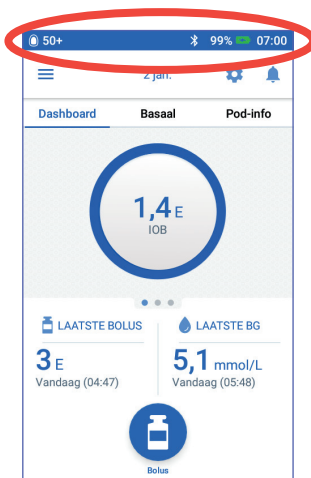 50+ 99% 07:00
2 jan.
Dashboard Basaal Pod-info
1,4 E
IOB
LAATSTE BOLUS LAATSTE BG
3 E 5,1 mmol/L
Vandaag (04:47) Vandaag (05:48)
Bolus